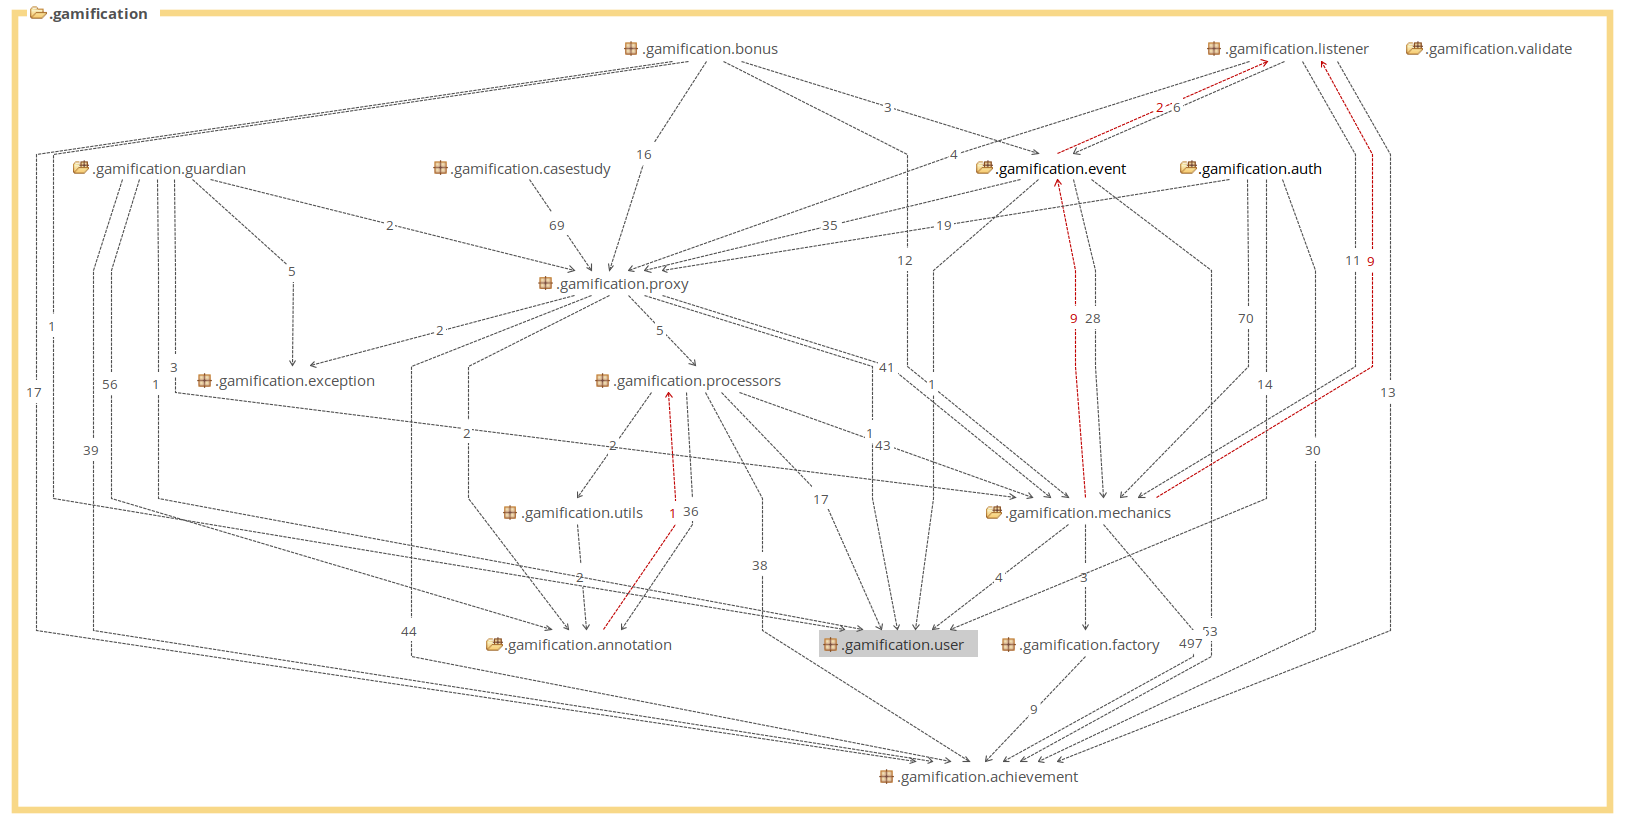 .gamification
.gamification.bonus
.gamification.listener
.gamification.validate
3
2
6
16
4
.gamification.guardian
.gamification.casestudy
.gamification.event
.gamification.auth
2
69
35
19
5
12
11
9
.gamification.proxy
1
2
5
9
28
70
3
41
17
56
1
1
14
13
.gamification.exception
.gamification.processors
2
1
39
2
43
30
17
1
36
.gamification.utils
.gamification.mechanics
38
2
4
3
44
53
497
.gamification.annotation
.gamification.user
.gamification.factory
9
.gamification.achievement